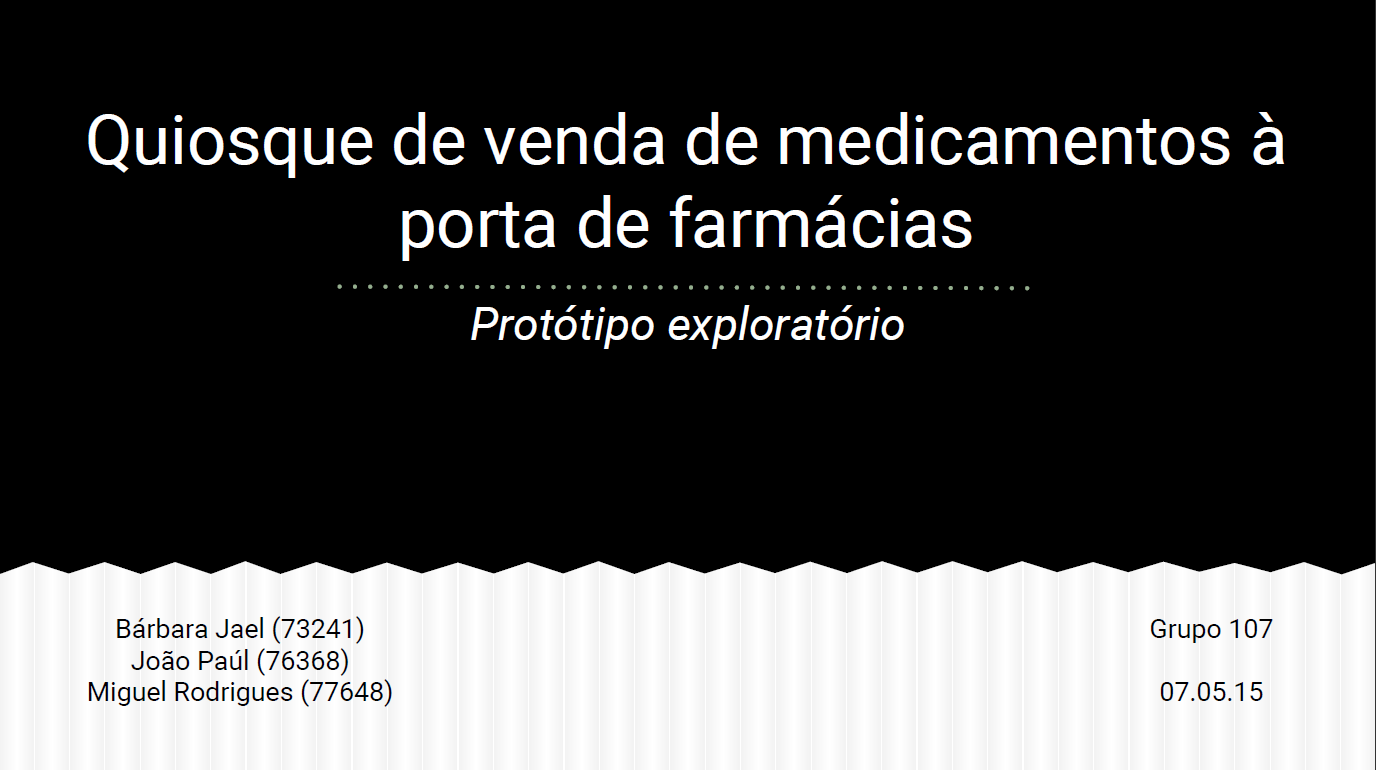 Quiosque de venda de medicamentos à
porta de farmácias
Protótipo exploratório
Bárbara Jael (73241)
João Paúl (76368)
Miguel Rodrigues (77648)
Grupo 107
07.05.15